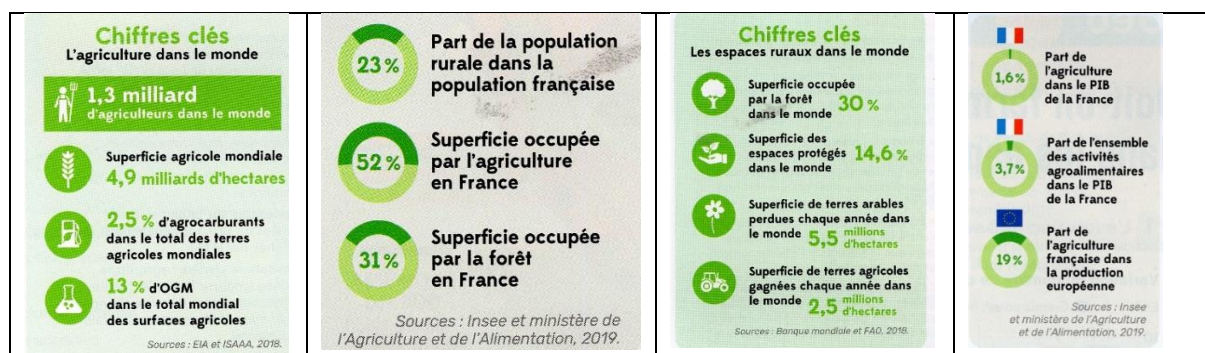 Chiffres clés
L'agriculture dans le monde
1,3 milliard
d'agriculteurs dans le monde
Superficie agricole mondiale
4,9 milliards d'hectares
2,5 % d'agrocarburants
dans le total des terres
agricoles mondiales
13 % d'OGM
dans le total mondial
des surfaces agricoles
Sources : EIA et ISAAA, 2018.
23 %
Part de la population
rurale dans la
population française
52 %
Superficie occupée
par l'agriculture
en France
31 %
Superficie occupée
par la forêt
en France
Sources : Insee et ministère de
l'Agriculture et de l'Alimentation, 2019.
Chiffres clés
Les espaces ruraux dans le monde
Superficie occupée
par la forêt 30 %
dans le monde
Superficie des
espaces protégés 14,6 %
dans le monde
Superficie de terres arables
perdues chaque année dans
le monde 5,5 millions
d'hectares
Superficie de terres agricoles
gagnées chaque année dans
le monde 2,5 millions
d'hectares
Sources : Banque mondiale et FAO, 2018.
1,6 %
Part de
l'agriculture
dans le PIB
de la France
3,7 %
Part de l'ensemble
des activités
agroalimentaires
dans le PIB
de la France
19 %
Part de
l'agriculture
française dans
la production
européenne
Sources : Insee
et ministère de l'Agriculture
et de l'Alimentation, 2019.